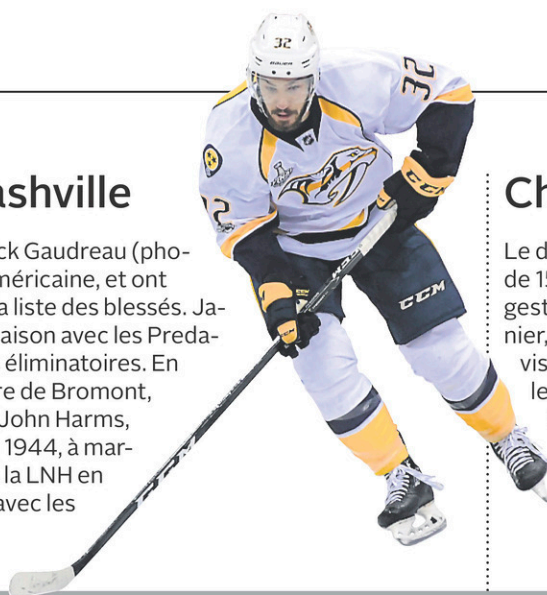 ashville
ck Gaudreau (pho-
méricaine, et ont
a liste des blessés. Ja-
aison avec les Preda-
éliminatoires. En
re de Bromont,
John Harms,
1944, à mar-
la LNH en
avec les
32
BAUER
32
32
CCM
CCM
CCM
Ch
Le d
de 15
gest
nier,
vis
le